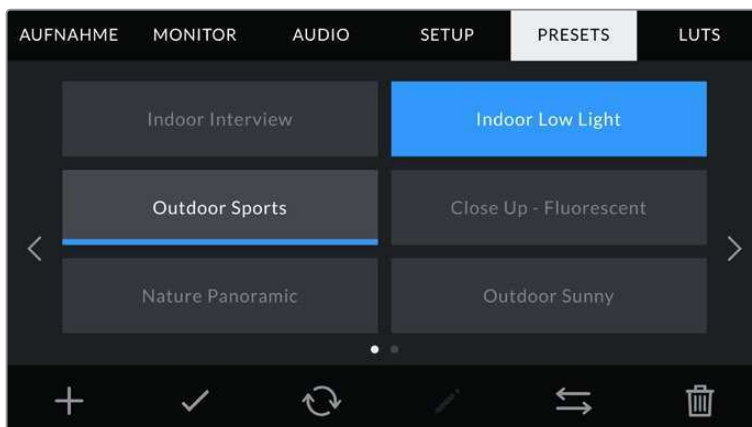 AUFNAHME MONITOR AUDIO SETUP PRESETS LUTS
Indoor Interview Indoor Low Light
Outdoor Sports Close Up - Fluorescent
Nature Panoramic Outdoor Sunny